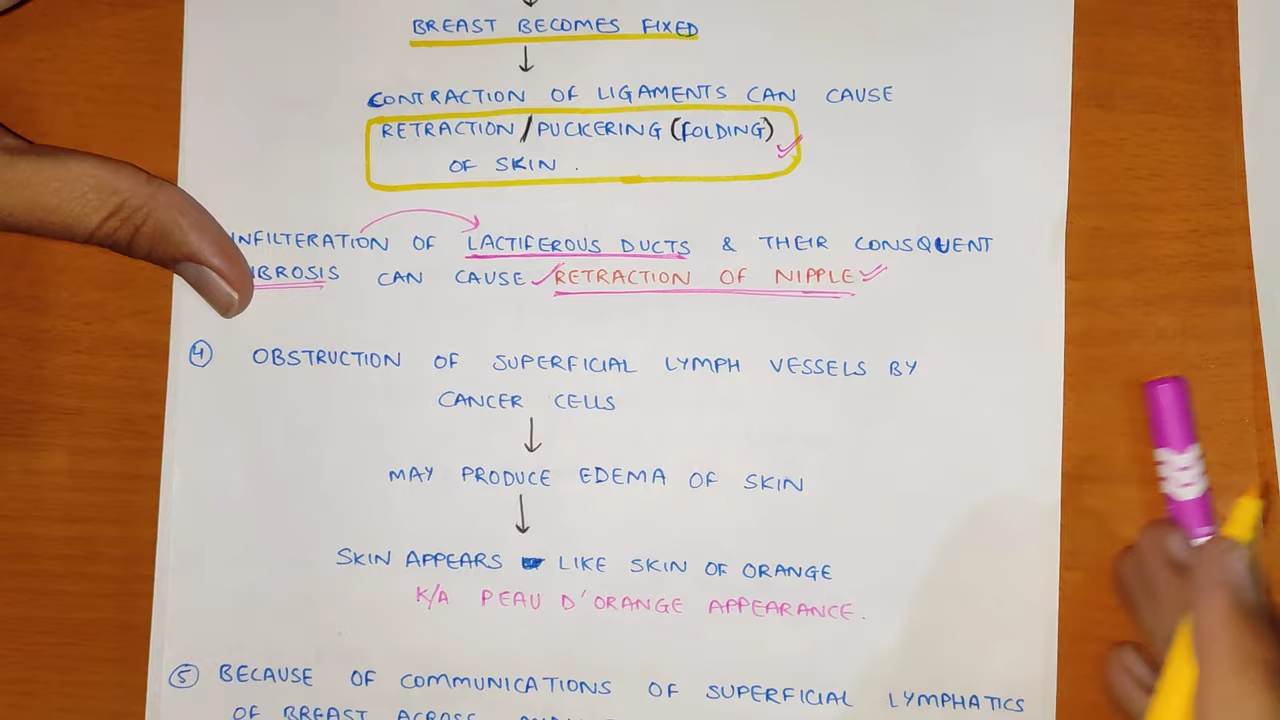 BREAST BECOMES FIXED
CONTRACTION OF LIGAMENTS CAN CAUSE
RETRACTION / PUCKERING (FOLDING)
OF SKIN.
INFILTERATION OF LACTIFEROUS DUCTS & THEIR CONSQUENT
FIBROSIS CAN CAUSE RETRACTION OF NIPPLE
④ OBSTRUCTION OF SUPERFICIAL LYMPH VESSELS BY
CANCER CELLS
MAY PRODUCE EDEMA OF SKIN
SKIN APPEARS LIKE SKIN OF ORANGE
K/A PEAU D'ORANGE APPEARANCE.
⑤ BECAUSE OF COMMUNICATIONS OF SUPERFICIAL LYMPHATICS
OF BREAST ACROSS